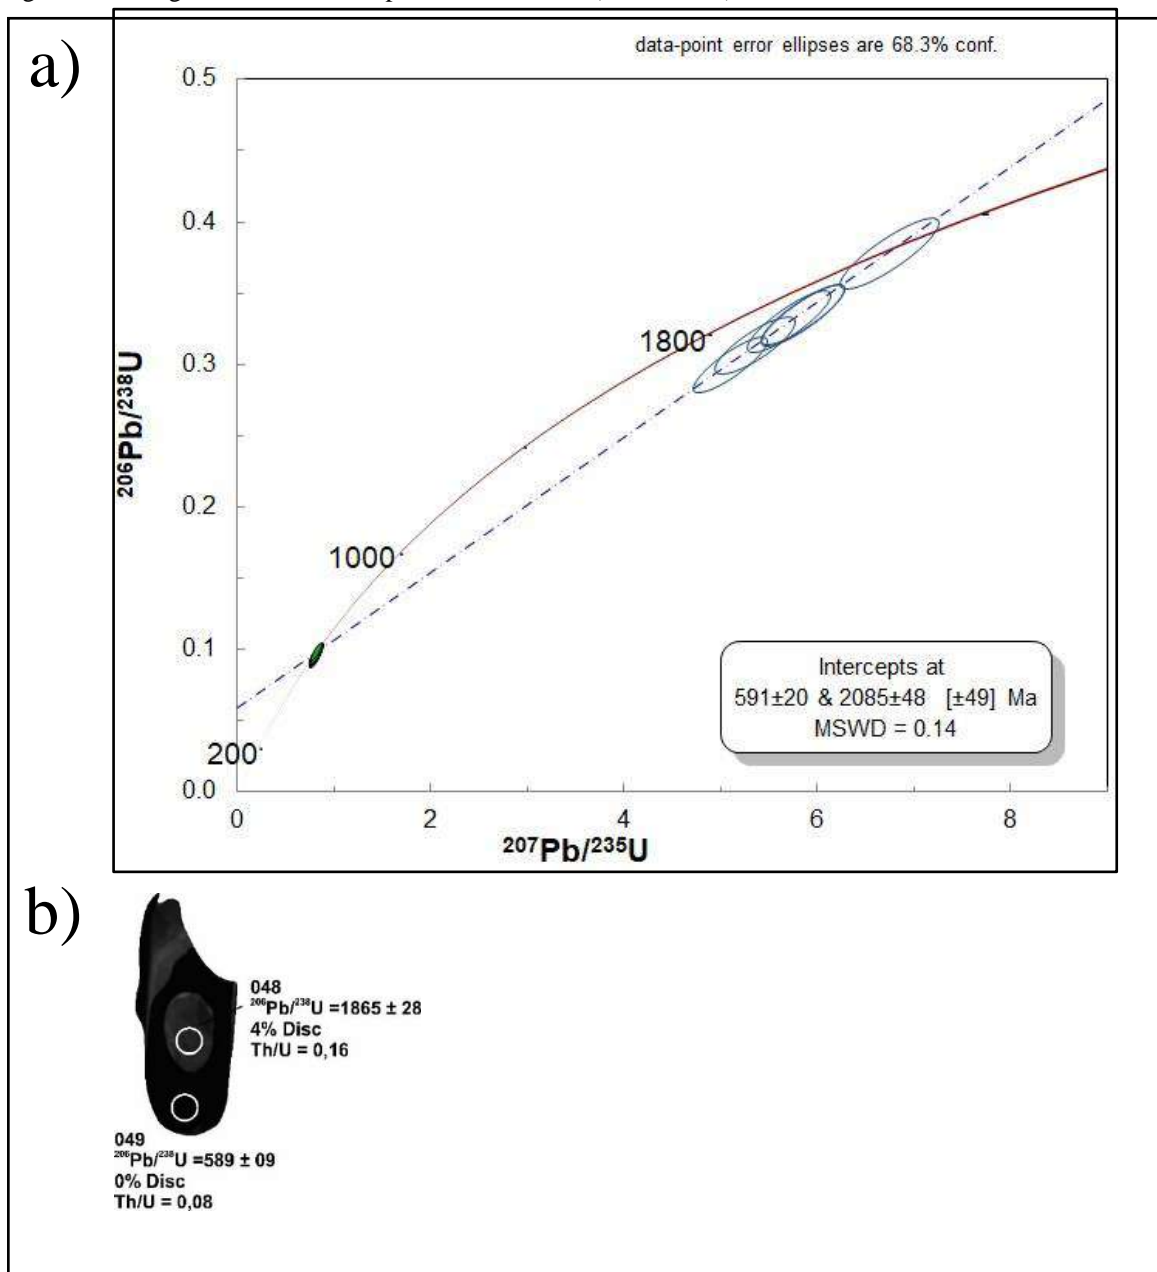 a)
data-point error ellipses are 68.3% conf.
0.5
0.4
0.3
0.2
0.1
0.0
²⁰⁶Pb/²³⁸U
1800
1000
200
Intercepts at
591±20 & 2085±48 [±49] Ma
MSWD = 0.14
0 2 4 6 8
²⁰⁷Pb/²³⁵U
b)
048
²⁰⁶Pb/²³⁸U =1865 ± 28
4% Disc
Th/U = 0,16
049
²⁰⁶Pb/²³⁸U =589 ± 09
0% Disc
Th/U = 0,08